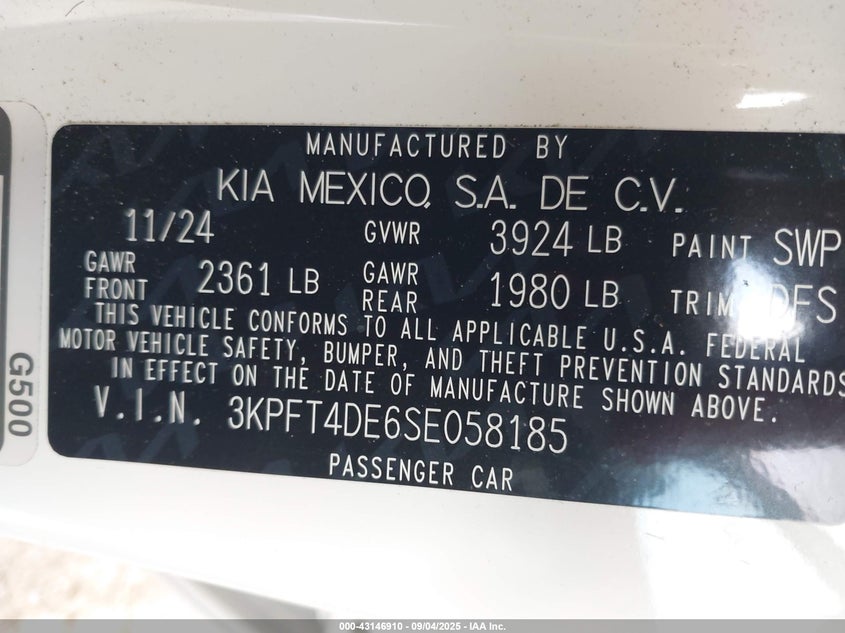 MANUFACTURED BY
KIA MEXICO, S.A. DE C.V.
11/24 GVWR 3924 LB PAINT SWP
GAWR FRONT 2361 LB GAWR REAR 1980 LB TRIM DFS
THIS VEHICLE CONFORMS TO ALL APPLICABLE U.S.A. FEDERAL
MOTOR VEHICLE SAFETY, BUMPER, AND THEFT PREVENTION STANDARDS
IN EFFECT ON THE DATE OF MANUFACTURE SHOWN ABOVE.
V.I.N. 3KPFT4DE6SE058185
PASSENGER CAR
G500
000-43146910 - 09/04/2025 - IAA Inc.